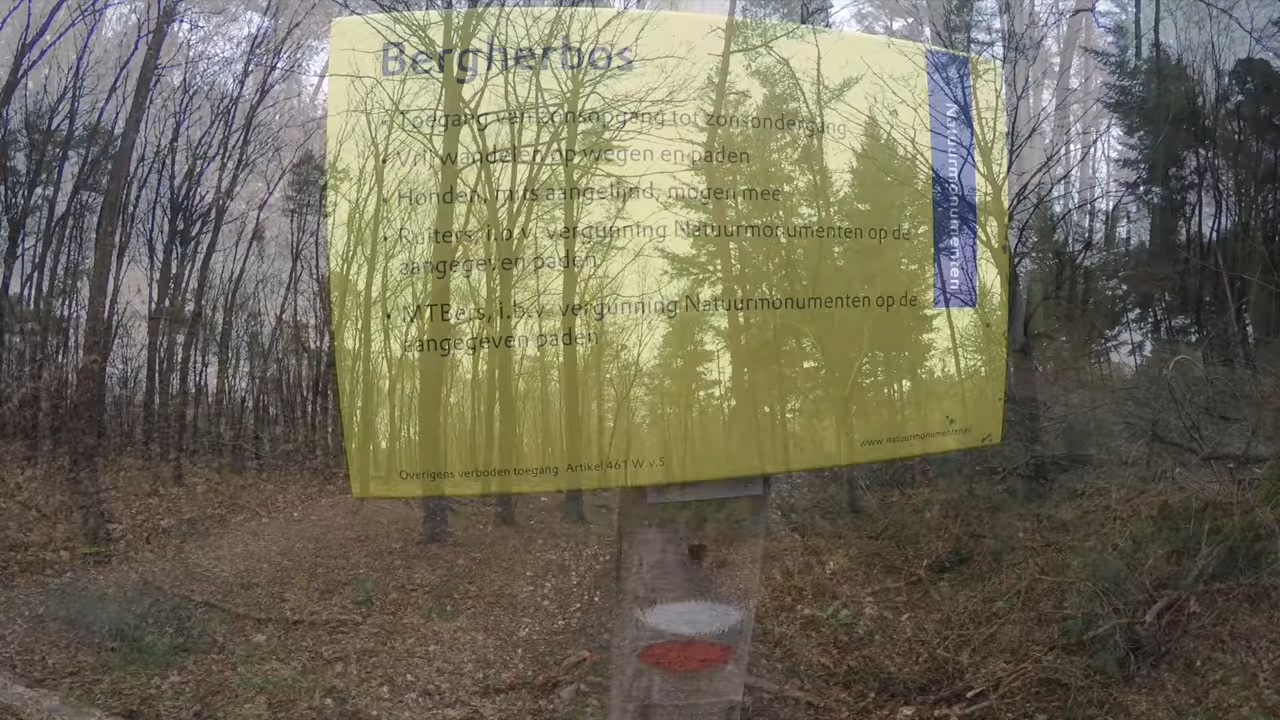 Bergherbos
• Toegang van zonsopgang tot zonsondergang
• Vrij wandelen op wegen en paden
• Honden, mits aangelijnd, mogen mee
• Ruiters, i.b.v. vergunning Natuurmonumenten op de
aangegeven paden
• MTBers, i.b.v. vergunning Natuurmonumenten op de
aangegeven paden
Natuurmonumenten
www.natuurmonumenten.nl
Overigens verboden toegang. Artikel 461 W.v.S